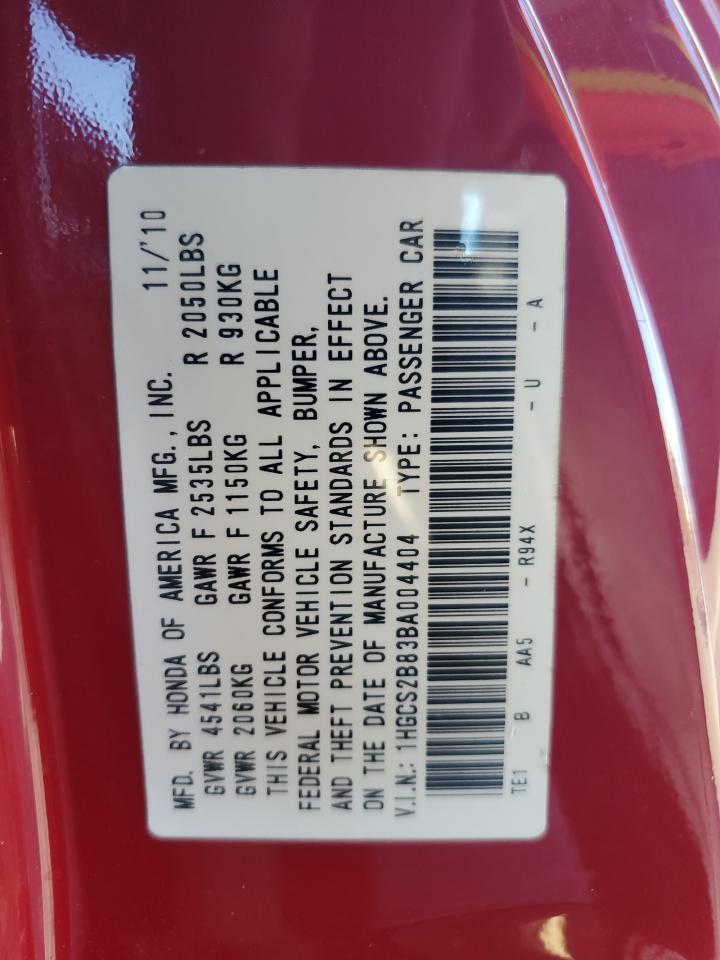 MFD. BY HONDA OF AMERICA MFG., INC. 11/'10
GVWR 4541LBS GAWR F 2535LBS R 2050LBS
GVWR 2060KG GAWR F 1150KG R 930KG
THIS VEHICLE CONFORMS TO ALL APPLICABLE
FEDERAL MOTOR VEHICLE SAFETY, BUMPER,
AND THEFT PREVENTION STANDARDS IN EFFECT
ON THE DATE OF MANUFACTURE SHOWN ABOVE.
V.I.N.: 1HGCS2B83BA004404 TYPE: PASSENGER CAR
TE1 B AA5 - R94X - U - A